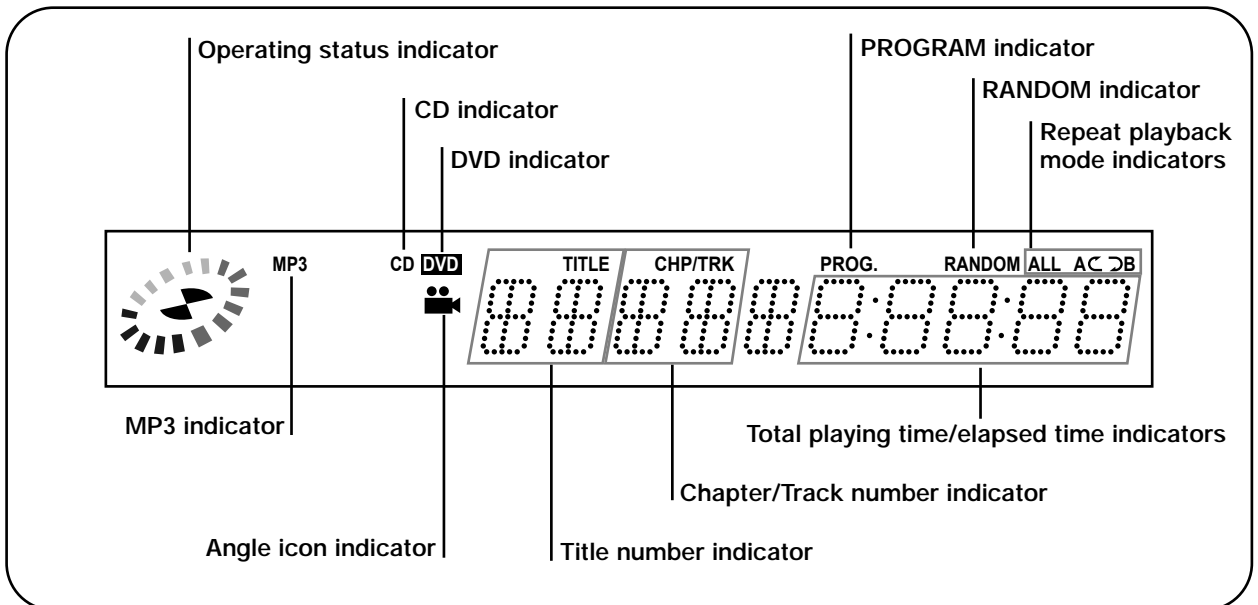 Operating status indicator
PROGRAM indicator
RANDOM indicator
CD indicator
Repeat playback
mode indicators
DVD indicator
MP3 CD DVD TITLE CHP/TRK PROG. RANDOM ALL A B
MP3 indicator
Total playing time/elapsed time indicators
Chapter/Track number indicator
Angle icon indicator
Title number indicator